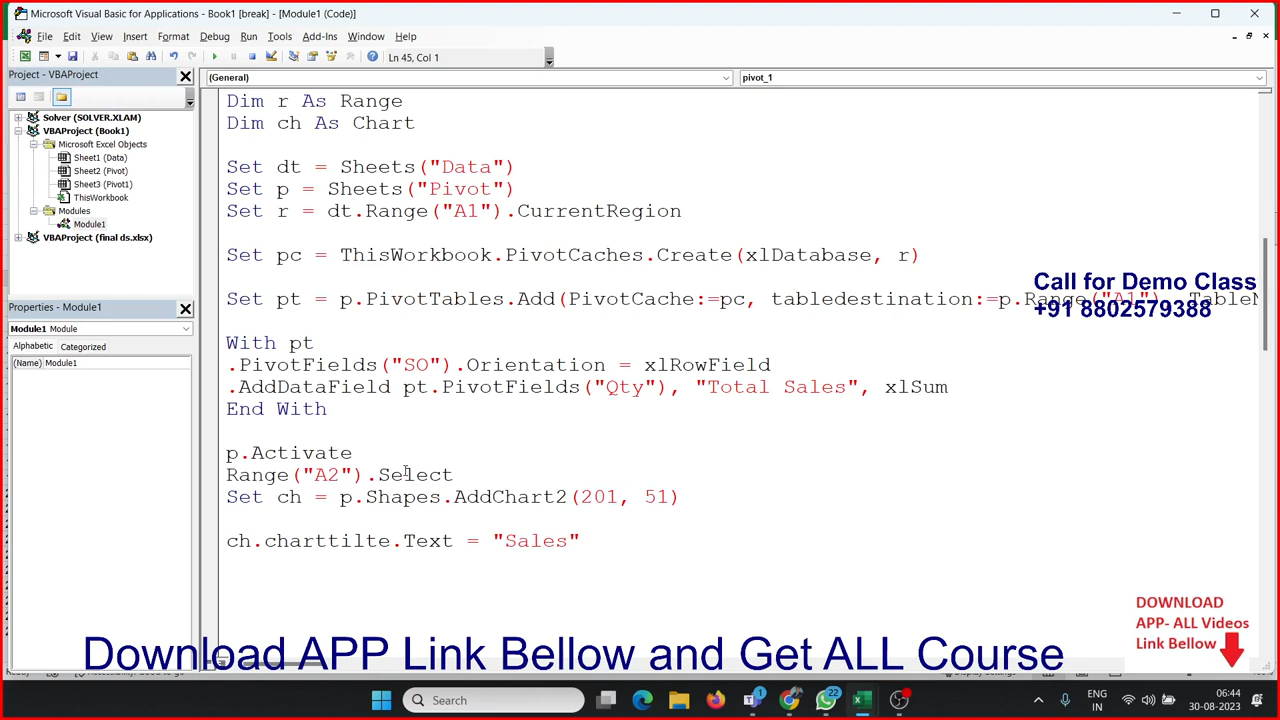 Microsoft Visual Basic for Applications - Book1 [break] - [Module1 (Code)]
File Edit View Insert Format Debug Run Tools Add-Ins Window Help
Ln 45, Col 1
Project - VBAProject
(General)
pivot_1
Solver (SOLVER.XLAM)
VBAProject (Book1)
Microsoft Excel Objects
Sheet1 (Data)
Sheet2 (Pivot)
Sheet3 (Pivot1)
ThisWorkbook
Modules
Module1
VBAProject (final ds.xlsx)
Properties - Module1
Module1 Module
Alphabetic Categorized
(Name) Module1
Dim r As Range
Dim ch As Chart
Set dt = Sheets("Data")
Set p = Sheets("Pivot")
Set r = dt.Range("A1").CurrentRegion
Set pc = ThisWorkbook.PivotCaches.Create(xlDatabase, r)
Set pt = p.PivotTables.Add(PivotCache:=pc, tabledestination:=p.Range("A1"), TableN
With pt
.PivotFields("SO").Orientation = xlRowField
.AddDataField pt.PivotFields("Qty"), "Total Sales", xlSum
End With
p.Activate
Range("A2").Select
Set ch = p.Shapes.AddChart2(201, 51)
ch.charttilte.Text = "Sales"
Call for Demo Class
+91 8802579388
DOWNLOAD
APP- ALL Videos
Link Bellow
Download APP Link Bellow and Get ALL Course
Search
22
ENG
IN
06:44
30-08-2023